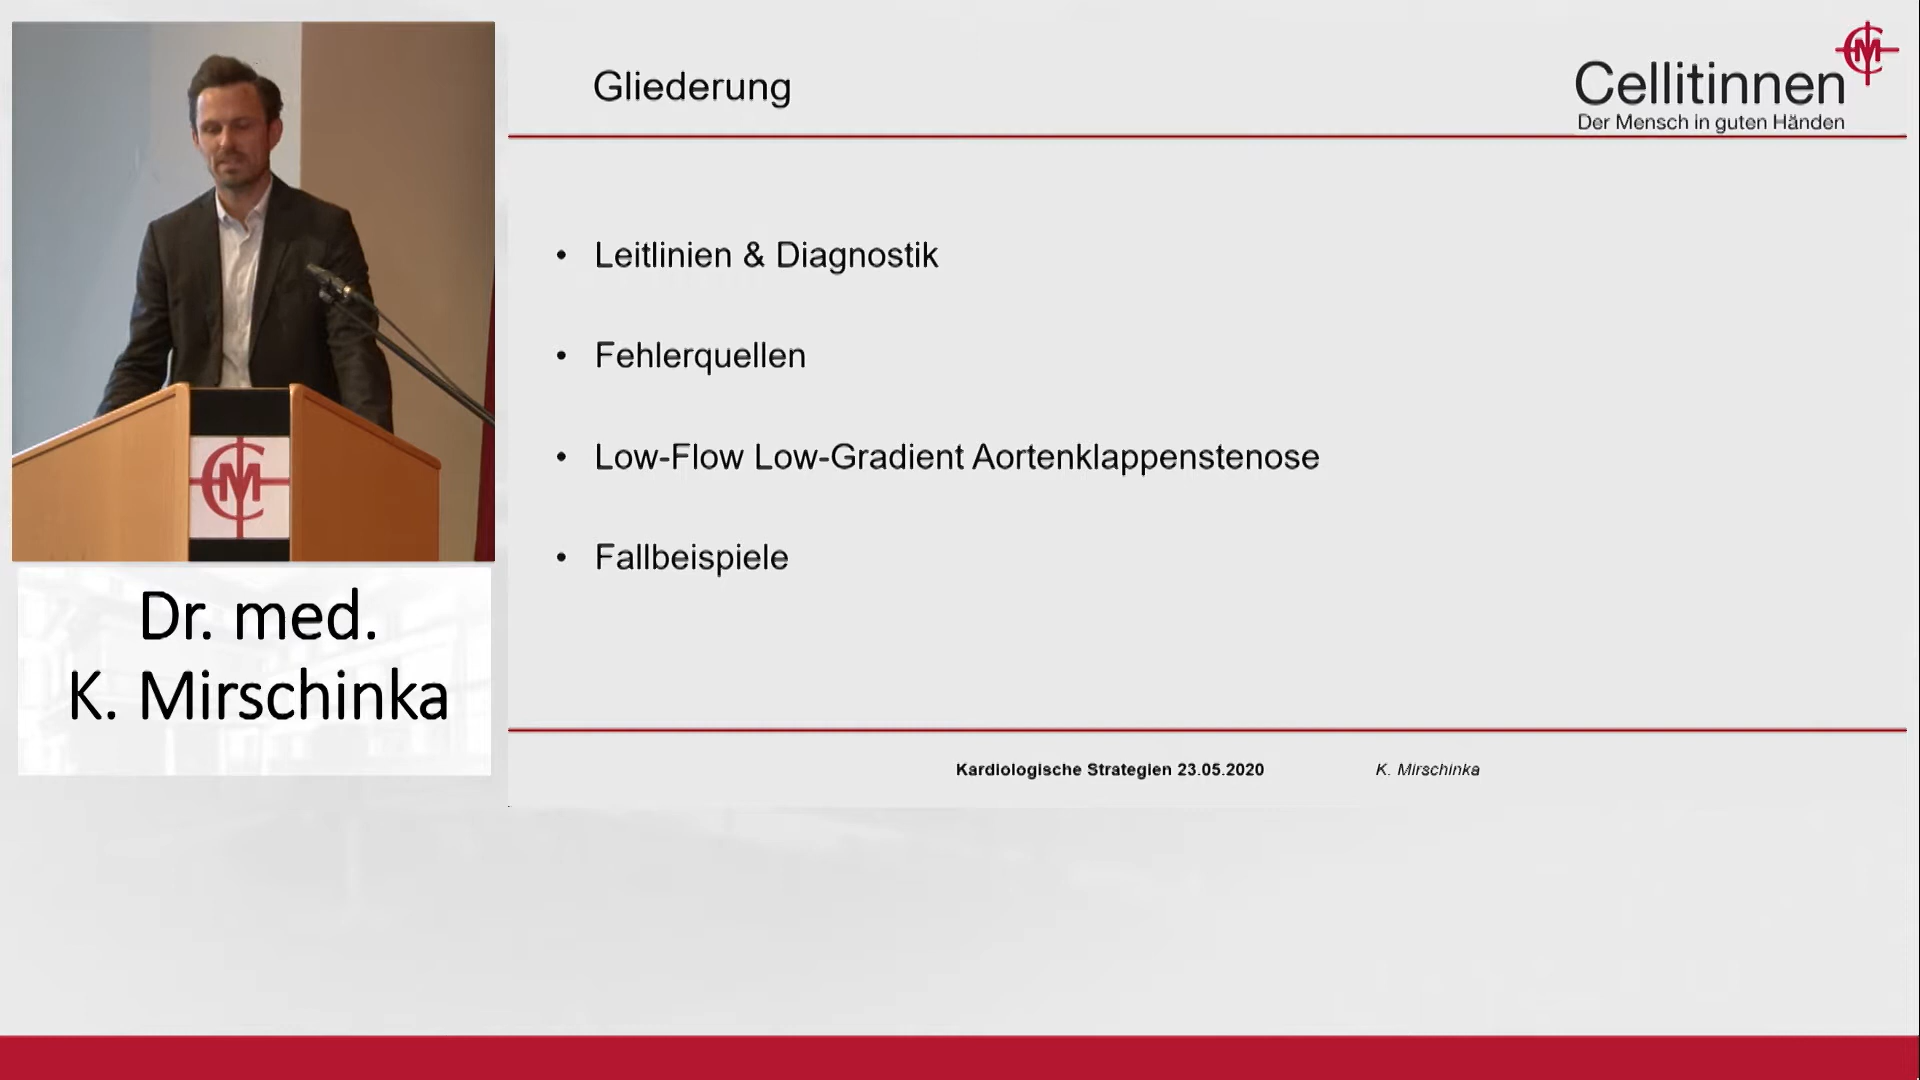 Gliederung
Cellitinnen
Der Mensch in guten Händen
• Leitlinien & Diagnostik
• Fehlerquellen
• Low-Flow Low-Gradient Aortenklappenstenose
• Fallbeispiele
Dr. med.
K. Mirschinka
Kardiologische Strategien 23.05.2020
K. Mirschinka